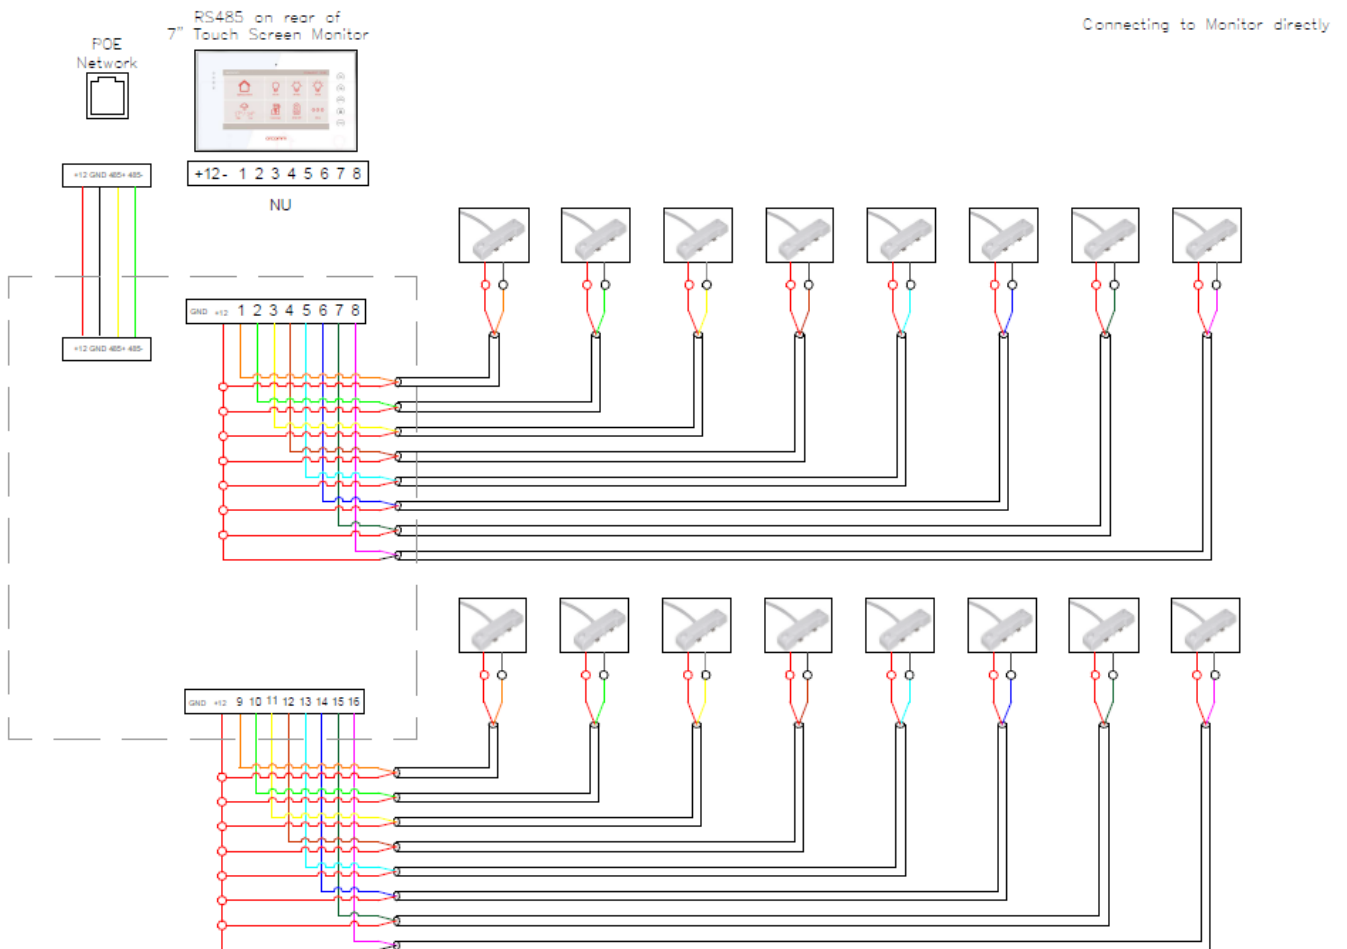 RS485 on rear of
7" Touch Screen Monitor
Connecting to Monitor directly
POE
Network
+12 GND 485+ 485-
+12- 1 2 3 4 5 6 7 8
NU
GND +12 1 2 3 4 5 6 7 8
+12 GND 485+ 485-
GND +12 9 10 11 12 13 14 15 16